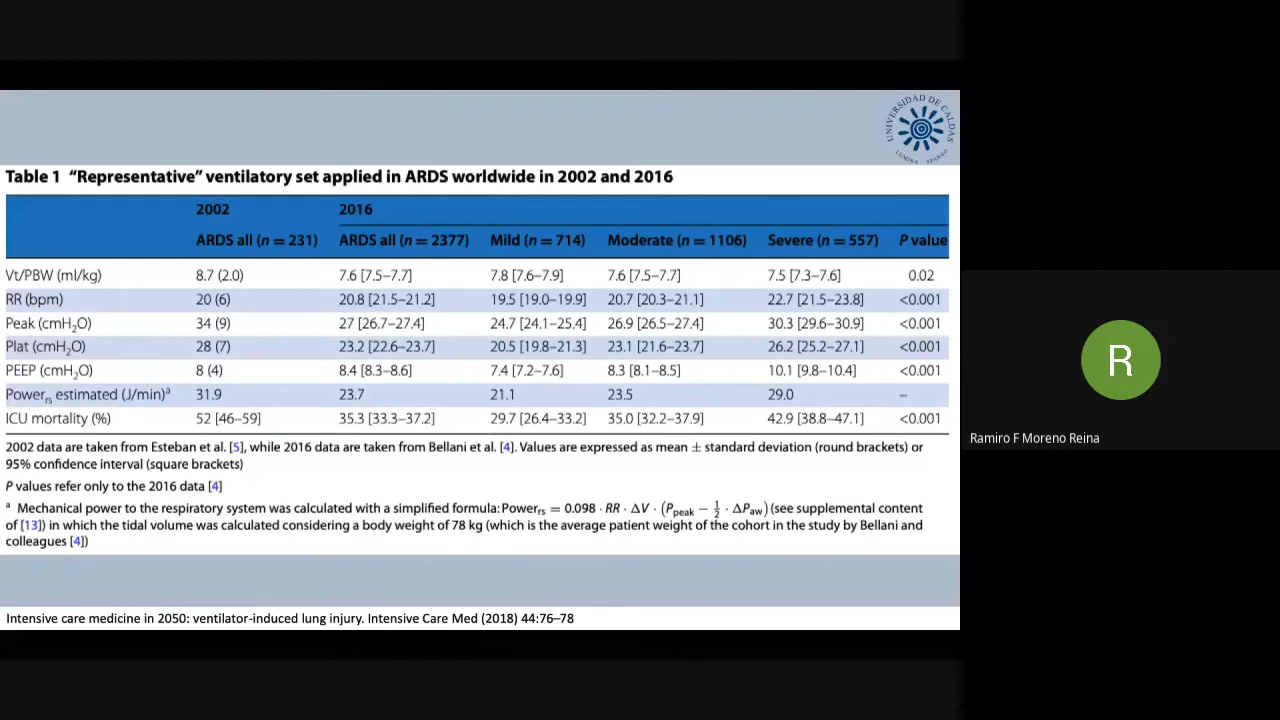 UNIVERSIDAD DE CALDAS
LUMINA SPARGO
Table 1 “Representative” ventilatory set applied in ARDS worldwide in 2002 and 2016
2002 2016
ARDS all (n = 231) ARDS all (n = 2377) Mild (n = 714) Moderate (n = 1106) Severe (n = 557) P value
Vt/PBW (ml/kg) 8.7 (2.0) 7.6 [7.5–7.7] 7.8 [7.6–7.9] 7.6 [7.5–7.7] 7.5 [7.3–7.6] 0.02
RR (bpm) 20 (6) 20.8 [21.5–21.2] 19.5 [19.0–19.9] 20.7 [20.3–21.1] 22.7 [21.5–23.8] <0.001
Peak (cmH₂O) 34 (9) 27 [26.7–27.4] 24.7 [24.1–25.4] 26.9 [26.5–27.4] 30.3 [29.6–30.9] <0.001
Plat (cmH₂O) 28 (7) 23.2 [22.6–23.7] 20.5 [19.8–21.3] 23.1 [21.6–23.7] 26.2 [25.2–27.1] <0.001
PEEP (cmH₂O) 8 (4) 8.4 [8.3–8.6] 7.4 [7.2–7.6] 8.3 [8.1–8.5] 10.1 [9.8–10.4] <0.001
Power_rs estimated (J/min)ᵃ 31.9 23.7 21.1 23.5 29.0 –
ICU mortality (%) 52 [46–59] 35.3 [33.3–37.2] 29.7 [26.4–33.2] 35.0 [32.2–37.9] 42.9 [38.8–47.1] <0.001
2002 data are taken from Esteban et al. [5], while 2016 data are taken from Bellani et al. [4]. Values are expressed as mean ± standard deviation (round brackets) or
95% confidence interval (square brackets)
P values refer only to the 2016 data [4]
ᵃ Mechanical power to the respiratory system was calculated with a simplified formula: Power_rs = 0.098 · RR · ΔV · (P_peak − ½ · ΔP_aw) (see supplemental content
of [13]) in which the tidal volume was calculated considering a body weight of 78 kg (which is the average patient weight of the cohort in the study by Bellani and
colleagues [4])
Intensive care medicine in 2050: ventilator-induced lung injury. Intensive Care Med (2018) 44:76–78
R
Ramiro F Moreno Reina